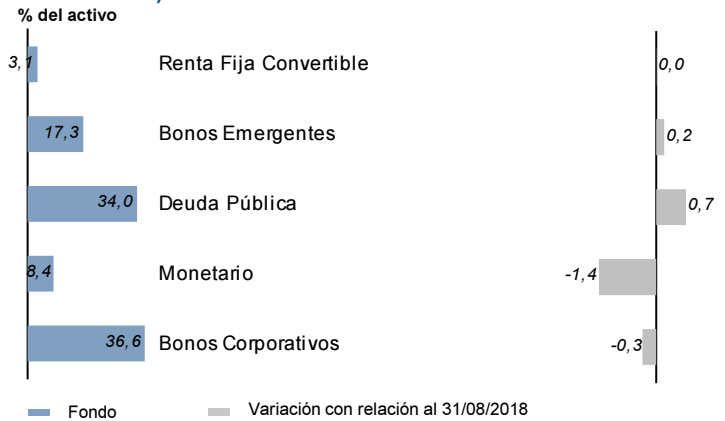 % del activo
3,1 Renta Fija Convertible 0,0
17,3 Bonos Emergentes 0,2
34,0 Deuda Pública 0,7
8,4 Monetario -1,4
36,6 Bonos Corporativos -0,3
Fondo Variación con relación al 31/08/2018